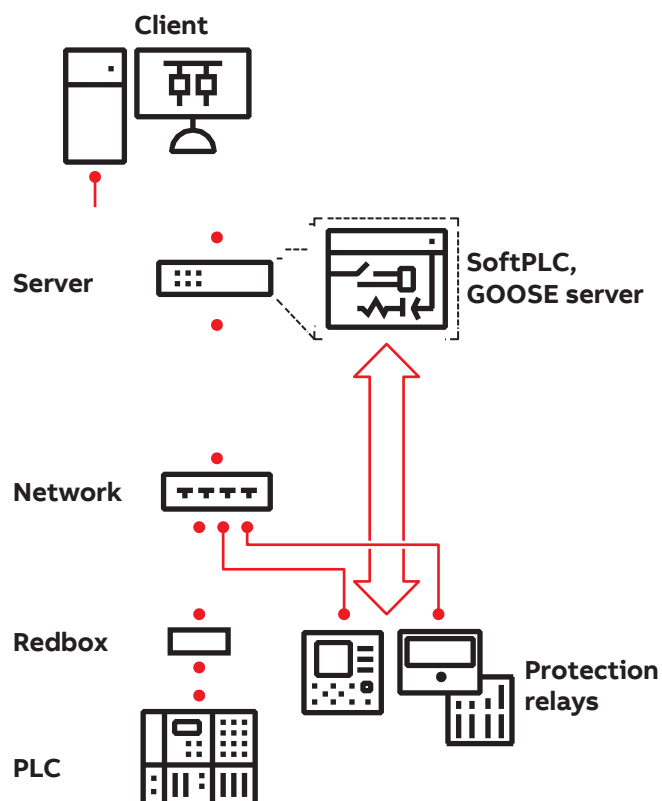 Client
Server
SoftPLC,
GOOSE server
Network
Redbox
Protection
relays
PLC